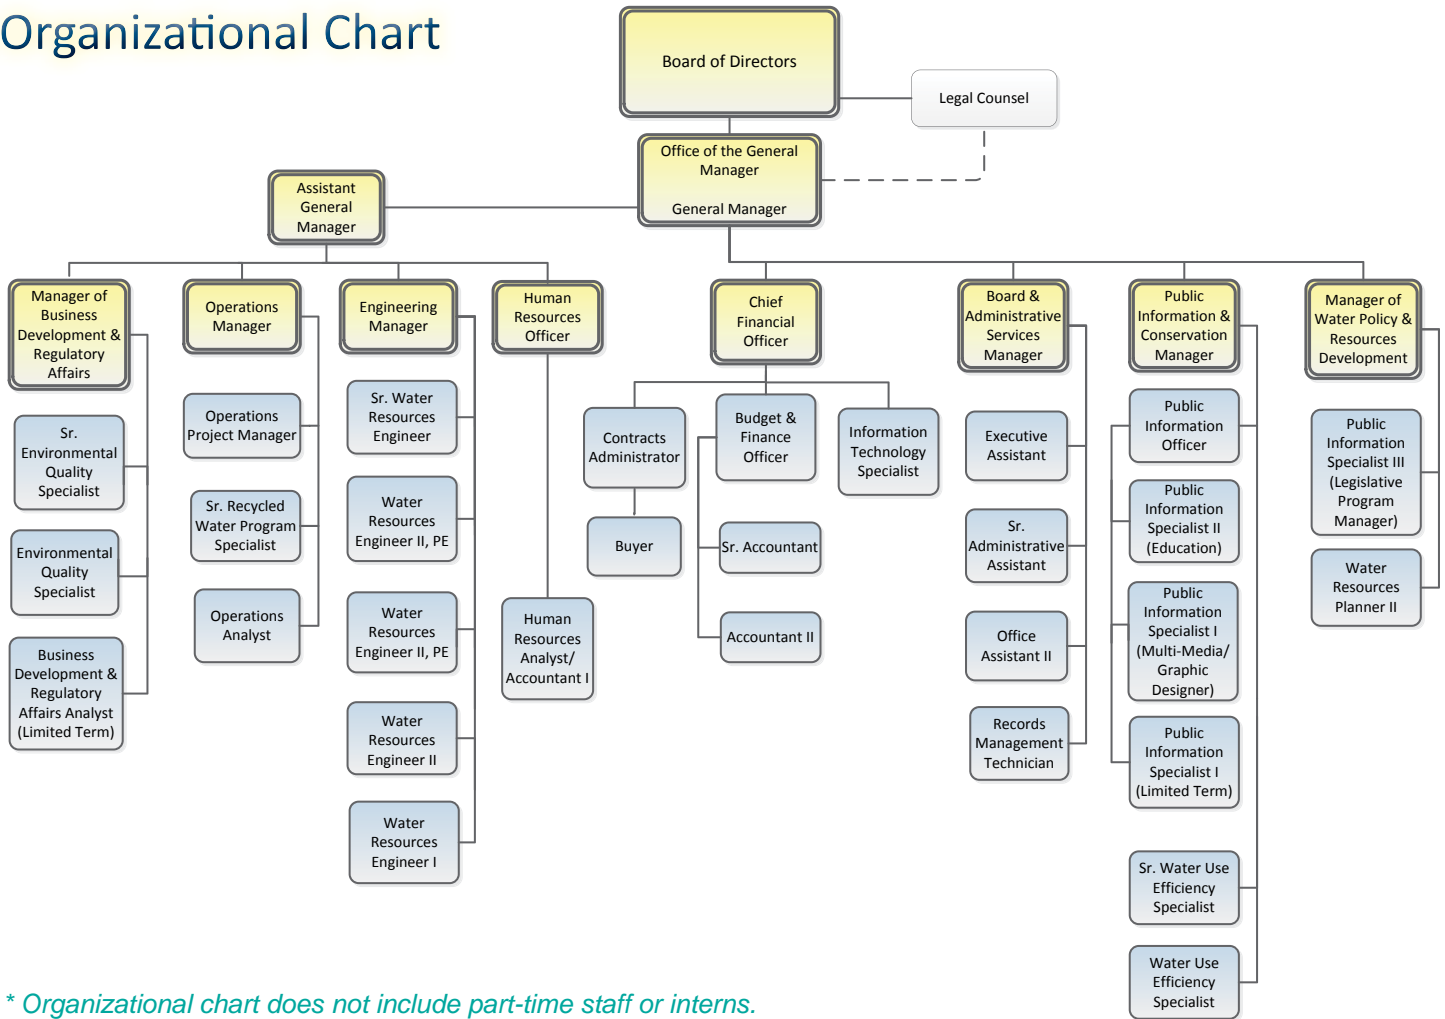 Organizational Chart
Board of Directors
Legal Counsel
Office of the General
Manager
General Manager
Assistant
General
Manager
Manager of
Business
Development &
Regulatory
Affairs
Operations
Manager
Engineering
Manager
Human
Resources
Officer
Chief
Financial
Officer
Board &
Administrative
Services
Manager
Public
Information &
Conservation
Manager
Manager of
Water Policy &
Resources
Development
Sr.
Environmental
Quality
Specialist
Environmental
Quality
Specialist
Business
Development &
Regulatory
Affairs Analyst
(Limited Term)
Operations
Project Manager
Sr. Recycled
Water Program
Specialist
Operations
Analyst
Sr. Water
Resources
Engineer
Water
Resources
Engineer II, PE
Water
Resources
Engineer II, PE
Water
Resources
Engineer II
Water
Resources
Engineer I
Human
Resources
Analyst/
Accountant I
Contracts
Administrator
Buyer
Budget &
Finance
Officer
Sr. Accountant
Accountant II
Information
Technology
Specialist
Executive
Assistant
Sr.
Administrative
Assistant
Office
Assistant II
Records
Management
Technician
Public
Information
Officer
Public
Information
Specialist II
(Education)
Public
Information
Specialist I
(Multi-Media/
Graphic
Designer)
Public
Information
Specialist I
(Limited Term)
Sr. Water Use
Efficiency
Specialist
Water Use
Efficiency
Specialist
Public
Information
Specialist III
(Legislative
Program
Manager)
Water
Resources
Planner II
* Organizational chart does not include part-time staff or interns.